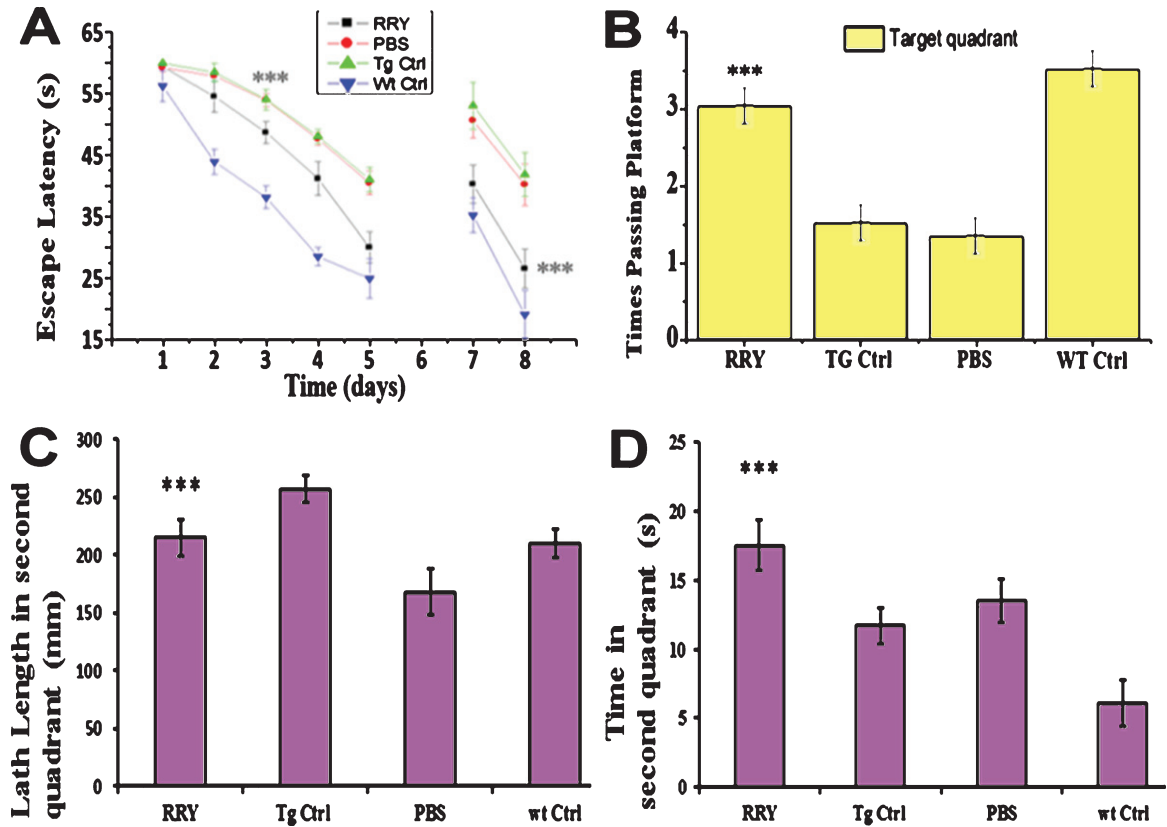 A
Escape Latency (s)
65
55
45
35
25
15
RRY
PBS
Tg Ctrl
Wt Ctrl
***
***
1 2 3 4 5 6 7 8
Time (days)
B
Times Passing Platform
4
3
2
1
0
Target quadrant
***
RRY TG Ctrl PBS WT Ctrl
C
Lath Length in second
quadrant (mm)
300
250
200
150
100
50
0
***
RRY Tg Ctrl PBS wt Ctrl
D
Time in
second quadrant (s)
25
20
15
10
5
0
***
RRY Tg Ctrl PBS wt Ctrl